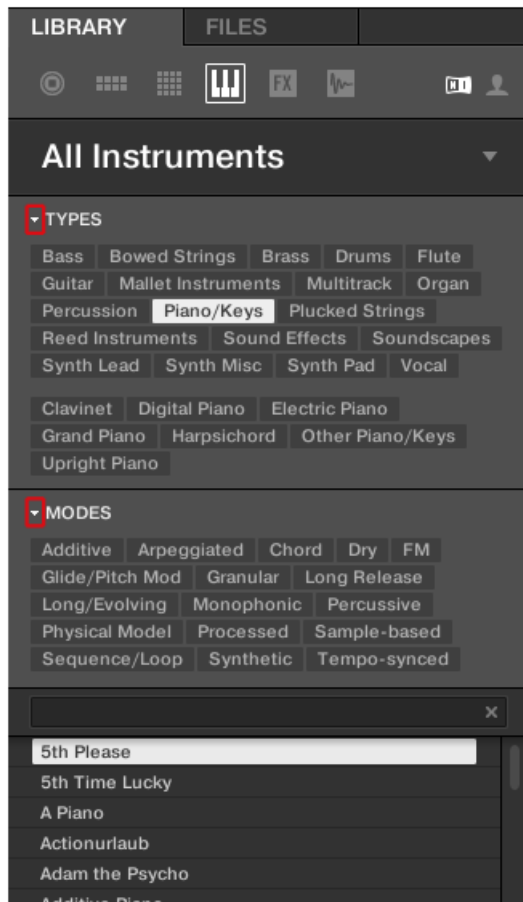 LIBRARY FILES
FX NI
All Instruments
TYPES
Bass Bowed Strings Brass Drums Flute
Guitar Mallet Instruments Multitrack Organ
Percussion Piano/Keys Plucked Strings
Reed Instruments Sound Effects Soundscapes
Synth Lead Synth Misc Synth Pad Vocal
Clavinet Digital Piano Electric Piano
Grand Piano Harpsichord Other Piano/Keys
Upright Piano
MODES
Additive Arpeggiated Chord Dry FM
Glide/Pitch Mod Granular Long Release
Long/Evolving Monophonic Percussive
Physical Model Processed Sample-based
Sequence/Loop Synthetic Tempo-synced
5th Please
5th Time Lucky
A Piano
Actionurlaub
Adam the Psycho
Additive Piano